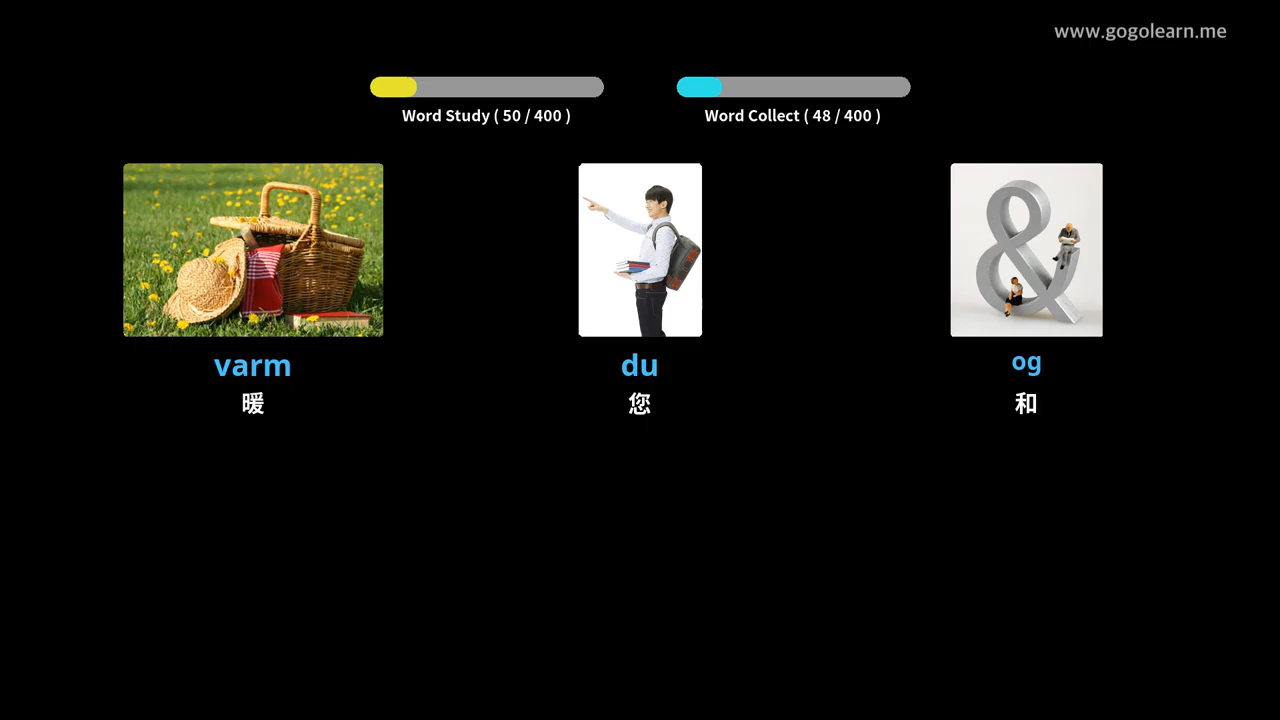 www.gogolearn.me
Word Study ( 50 / 400 )
Word Collect ( 48 / 400 )
varm
暖
du
您
&
og
和